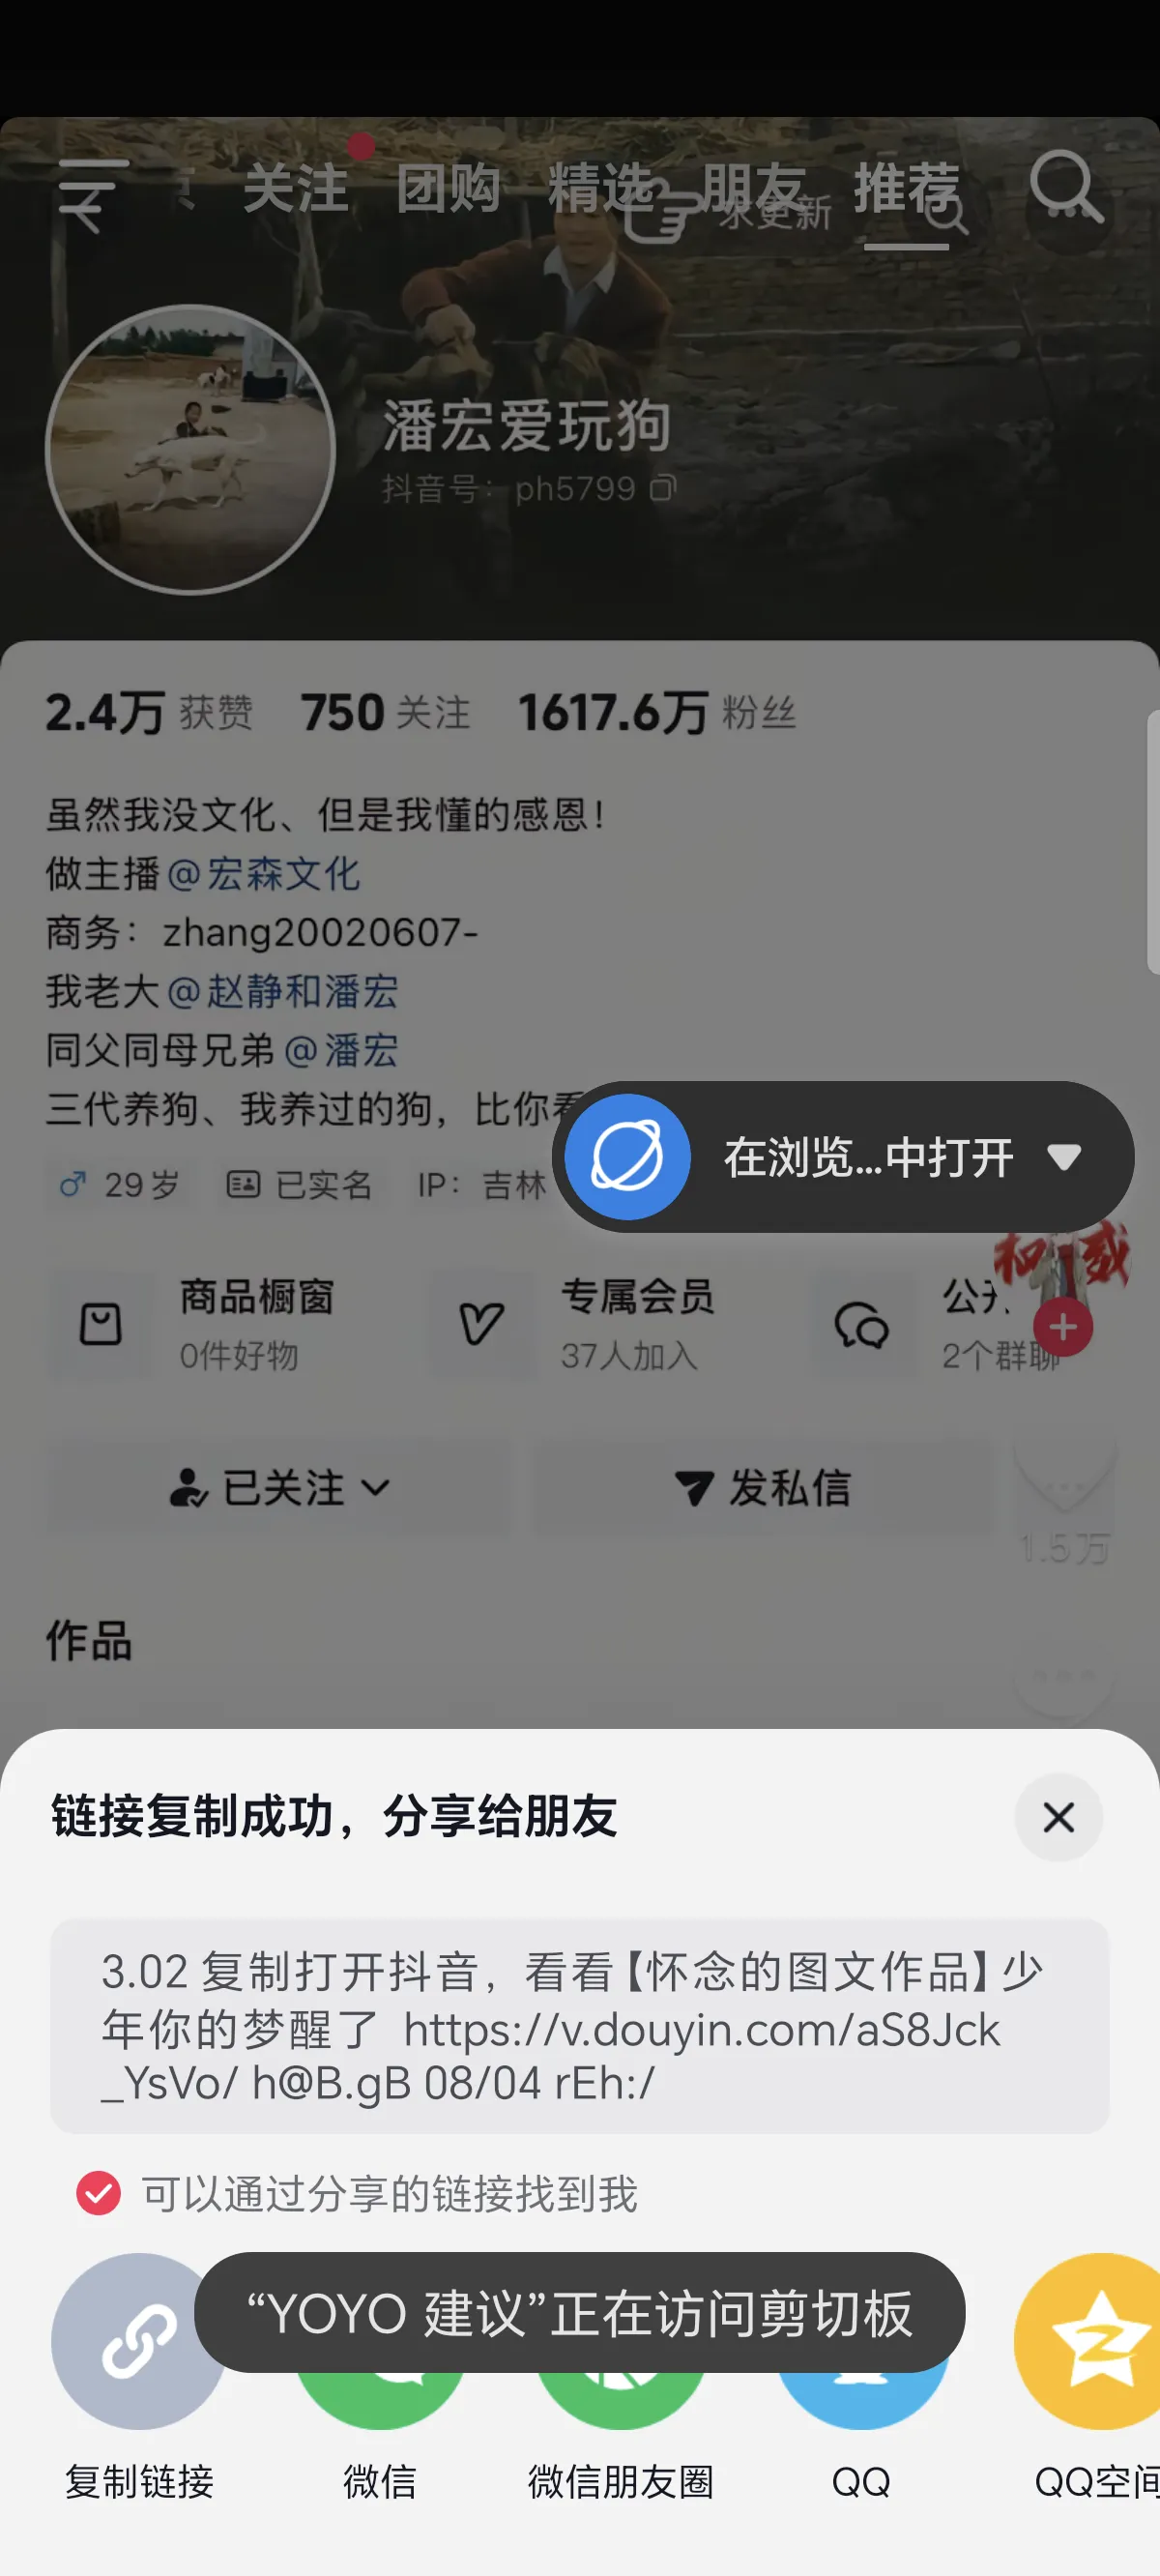 关注 团购 精选 朋友 推荐
求更新
潘宏爱玩狗
抖音号：ph5799
2.4万 获赞 750 关注 1617.6万 粉丝
虽然我没文化、但是我懂的感恩！
做主播@宏森文化
商务：zhang20020607-
我老大@赵静和潘宏
同父同母兄弟@潘宏
三代养狗、我养过的狗，比你看
在浏览...中打开
29岁 已实名 IP：吉林
商品橱窗 专属会员
0件好物 37人加入 2个群聊
已关注 发私信
1.5万
作品
链接复制成功，分享给朋友
3.02 复制打开抖音，看看【怀念的图文作品】少
年你的梦醒了 https://v.douyin.com/aS8Jck
_YsVo/ h@B.gB 08/04 rEh:/
可以通过分享的链接找到我
“YOYO 建议”正在访问剪切板
复制链接 微信 微信朋友圈 QQ QQ空间